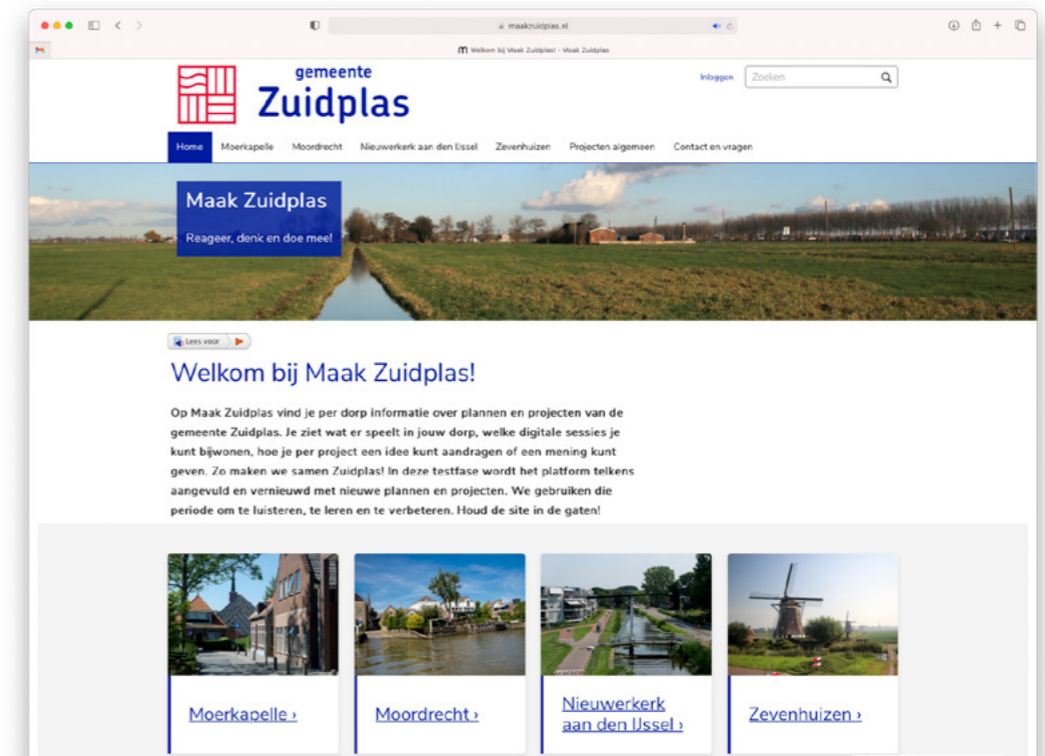 maakzuidplas.nl
Welkom bij Maak Zuidplas! - Maak Zuidplas
gemeente
Zuidplas
Inloggen
Zoeken
Home Moerkapelle Moordrecht Nieuwerkerk aan den IJssel Zevenhuizen Projecten algemeen Contact en vragen
Maak Zuidplas
Reageer, denk en doe mee!
Lees voor
Welkom bij Maak Zuidplas!
Op Maak Zuidplas vind je per dorp informatie over plannen en projecten van de
gemeente Zuidplas. Je ziet wat er speelt in jouw dorp, welke digitale sessies je
kunt bijwonen, hoe je per project een idee kunt aandragen of een mening kunt
geven. Zo maken we samen Zuidplas! In deze testfase wordt het platform telkens
aangevuld en vernieuwd met nieuwe plannen en projecten. We gebruiken die
periode om te luisteren, te leren en te verbeteren. Houd de site in de gaten!
Moerkapelle ›
Moordrecht ›
Nieuwerkerk
aan den IJssel ›
Zevenhuizen ›